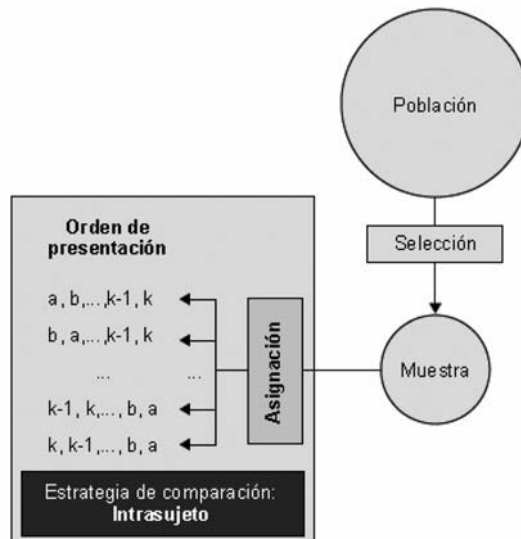 Población
Selección
Muestra
Asignación
Orden de
presentación
a, b,...,k-1, k
b, a,...,k-1, k
... ...
k-1, k,..., b, a
k, k-1,..., b, a
Estrategia de comparación:
Intrasujeto